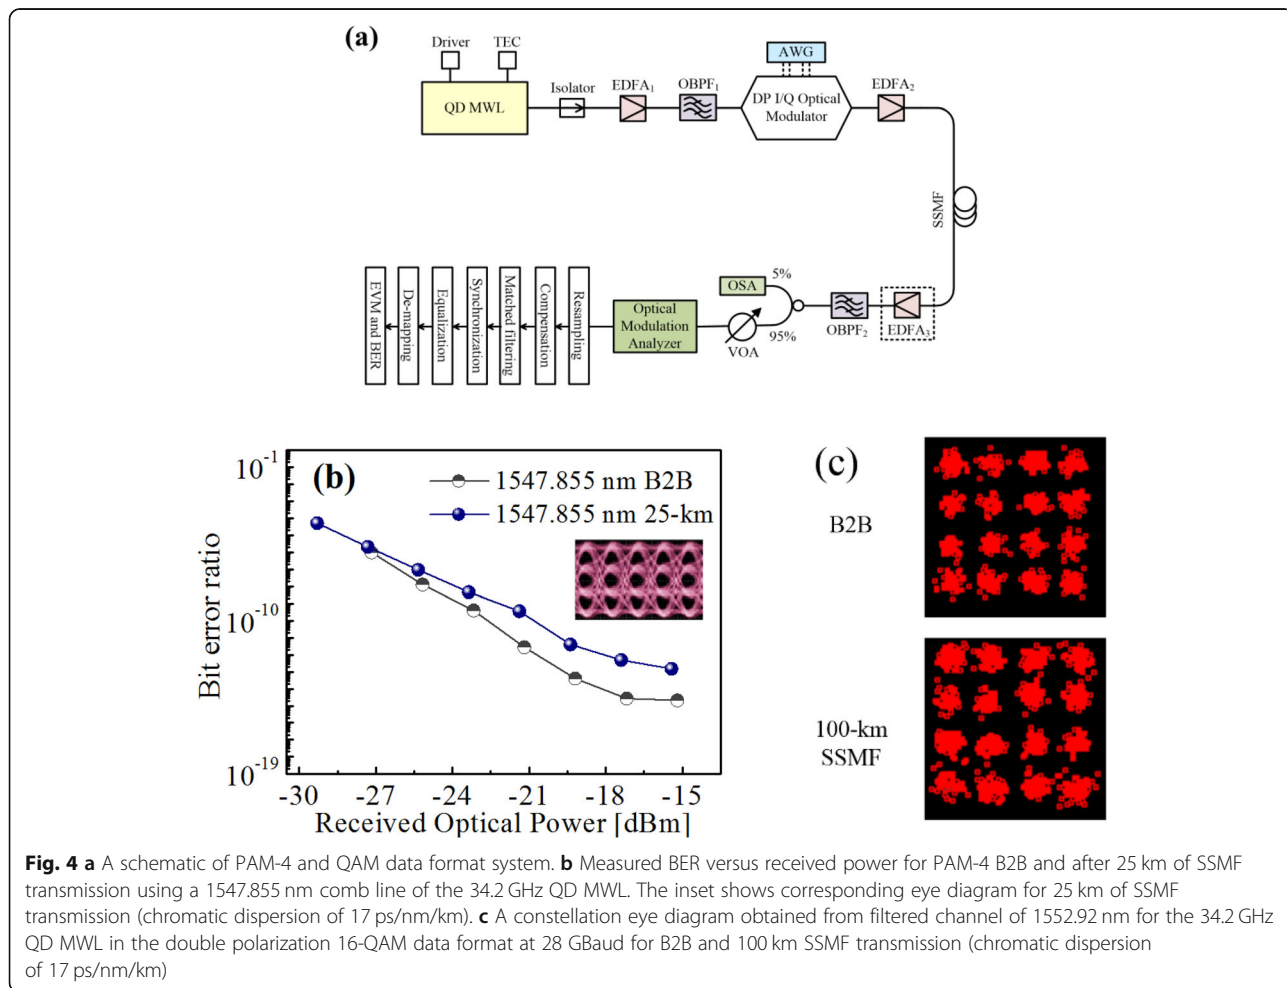 (a)
Driver
TEC
QD MWL
Isolator
EDFA1
OBPF1
AWG
DP I/Q Optical
Modulator
EDFA2
SSMF
EDFA3
OBPF2
5%
95%
OSA
VOA
Optical
Modulation
Analyzer
Resampling
Compensation
Matched filtering
Synchronization
Equalization
De-mapping
EVM and BER
(b)
1547.855 nm B2B
1547.855 nm 25-km
Bit error ratio
10-1
10-10
10-19
-30 -27 -24 -21 -18 -15
Received Optical Power [dBm]
(c)
B2B
100-km
SSMF
Fig. 4 a A schematic of PAM-4 and QAM data format system. b Measured BER versus received power for PAM-4 B2B and after 25 km of SSMF
transmission using a 1547.855 nm comb line of the 34.2 GHz QD MWL. The inset shows corresponding eye diagram for 25 km of SSMF
transmission (chromatic dispersion of 17 ps/nm/km). c A constellation eye diagram obtained from filtered channel of 1552.92 nm for the 34.2 GHz
QD MWL in the double polarization 16-QAM data format at 28 GBaud for B2B and 100 km SSMF transmission (chromatic dispersion
of 17 ps/nm/km)